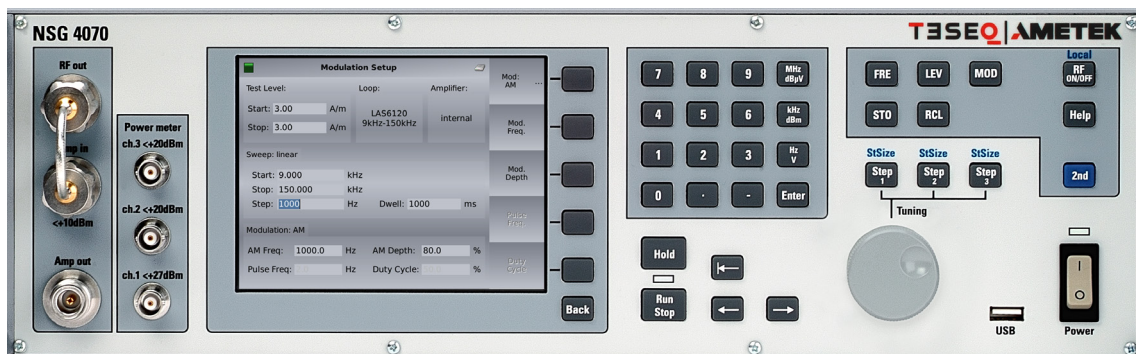 NSG 4070
TESEQ AMETEK
RF out
Amp in
<+10dBm
Amp out
Power meter
ch.3 <+20dBm
ch.2 <+20dBm
ch.1 <+27dBm
Modulation Setup
Test Level:
Loop:
Amplifier:
Start: 3.00 A/m
Stop: 3.00 A/m
LAS6120
9kHz-150kHz
internal
Sweep: linear
Start: 9.000 kHz
Stop: 150.000 kHz
Step: 1000 Hz Dwell: 1000 ms
Modulation: AM
AM Freq: 1000.0 Hz AM Depth: 80.0 %
Pulse Freq: Hz Duty Cycle: %
Mod:
AM ...
Mod.
Freq.
Mod.
Depth
Pulse
Freq.
Duty
Cycle
Back
7 8 9 MHz
dBµV
4 5 6 kHz
dBm
1 2 3 Hz
V
0 . - Enter
Hold
Run
Stop
Local
FRE LEV MOD RF
ON/OFF
STO RCL Help
StSize StSize StSize
Step
1
Step
2
Step
3
2nd
Tuning
USB
Power